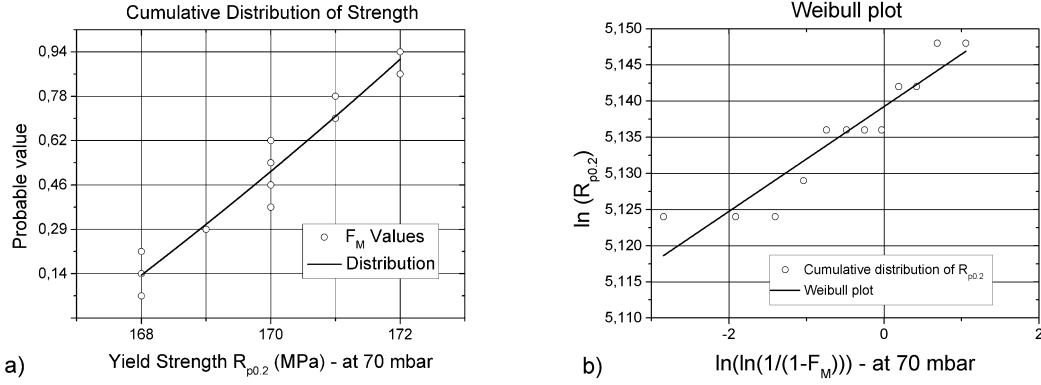 Cumulative Distribution of Strength
Probable value
0,94
0,78
0,62
0,46
0,29
0,14
F_M Values
Distribution
168
170
172
a)
Yield Strength R_p0.2 (MPa) - at 70 mbar
Weibull plot
ln (R_p0.2)
5,150
5,145
5,140
5,135
5,130
5,125
5,120
5,115
5,110
Cumulative distribution of R_p0.2
Weibull plot
-2
0
2
b)
ln(ln(1/(1-F_M))) - at 70 mbar